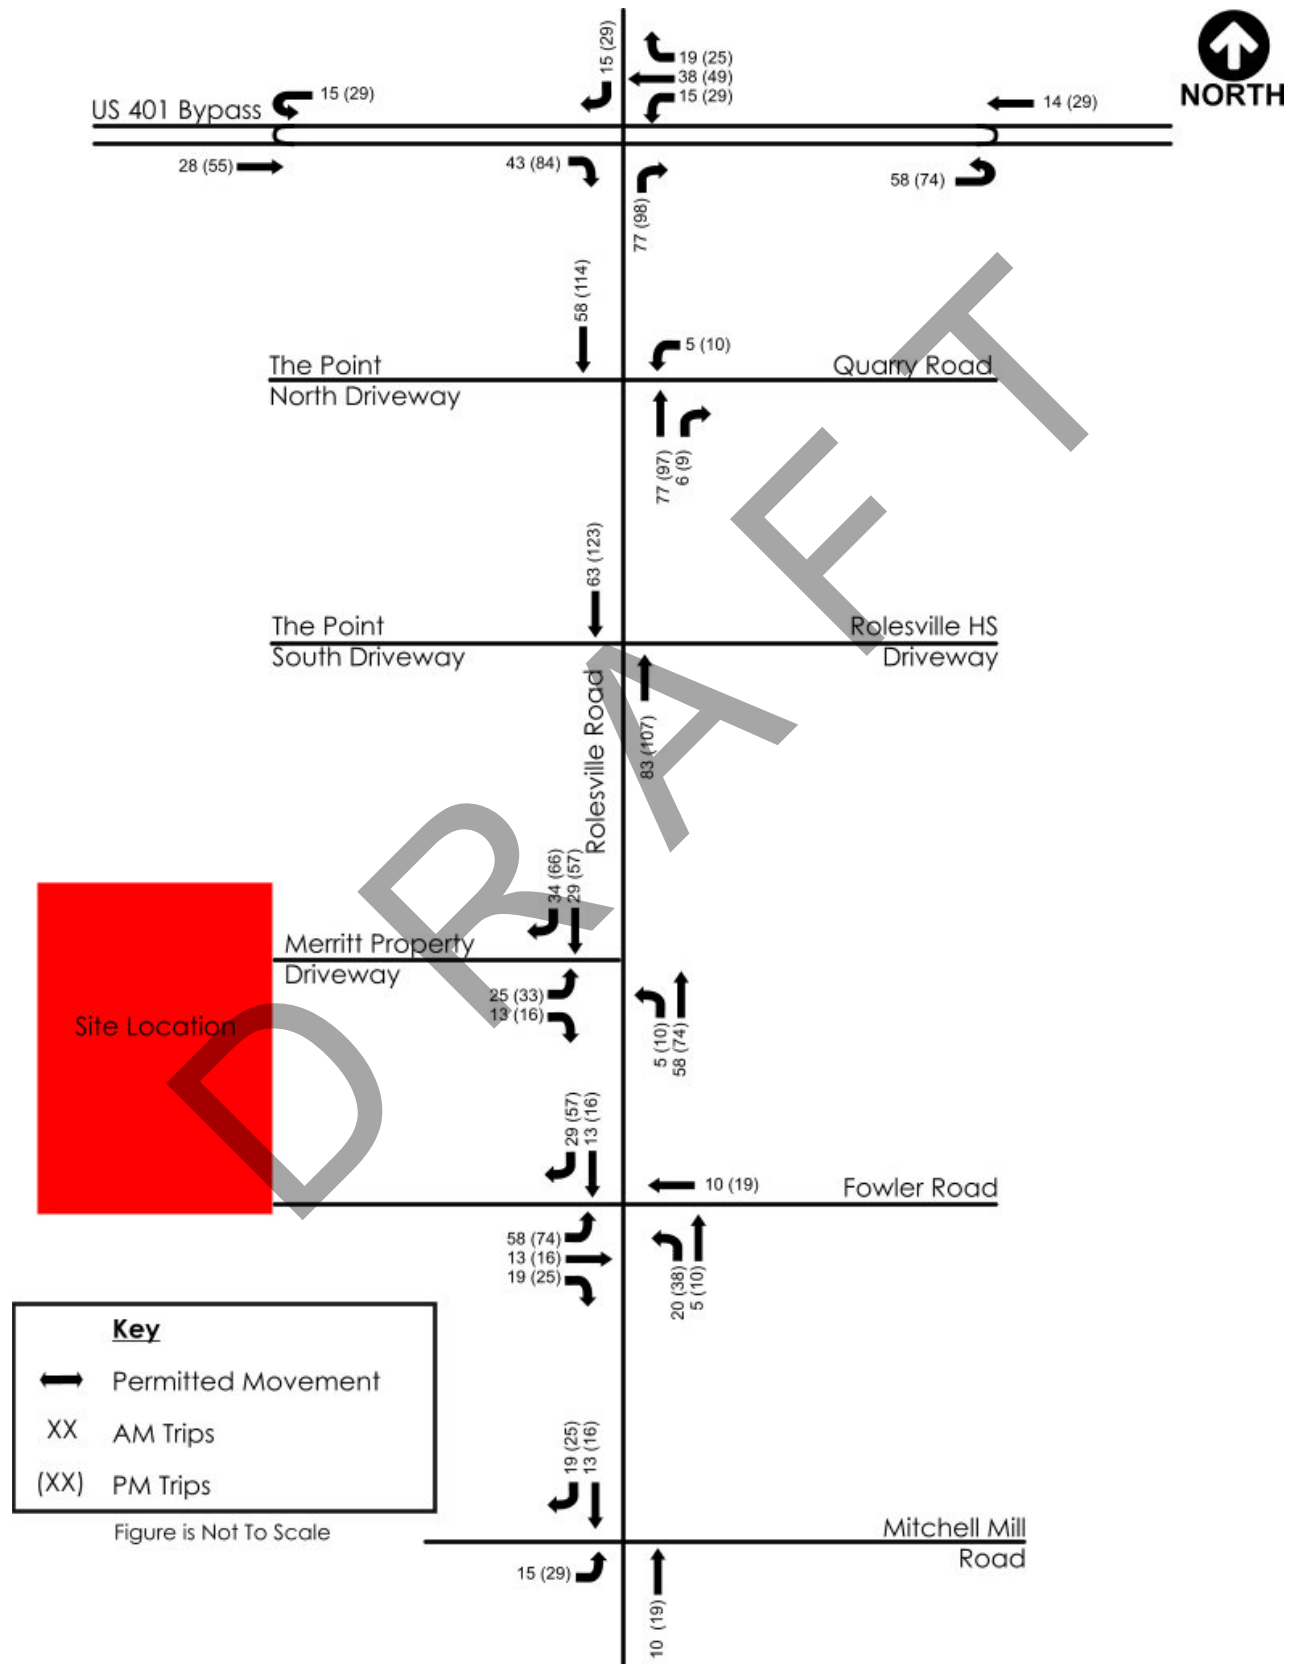 NORTH
15 (29)
19 (25)
38 (49)
15 (29)
15 (29)
14 (29)
US 401 Bypass
28 (55)
43 (84)
77 (98)
58 (74)
58 (114)
5 (10)
The Point
North Driveway
Quarry Road
77 (97)
6 (9)
63 (123)
The Point
South Driveway
Rolesville HS
Driveway
Rolesville Road
83 (107)
34 (66)
29 (57)
Merritt Property
Driveway
25 (33)
13 (16)
5 (10)
58 (74)
Site Location
29 (57)
13 (16)
10 (19)
Fowler Road
58 (74)
13 (16)
19 (25)
20 (38)
5 (10)
Key
Permitted Movement
XX AM Trips
(XX) PM Trips
Figure is Not To Scale
19 (25)
13 (16)
Mitchell Mill
Road
15 (29)
10 (19)
DRAFT